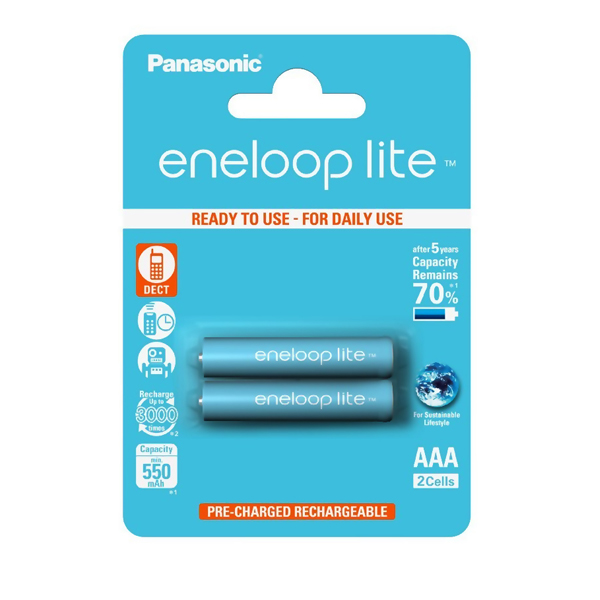 Panasonic
eneloop lite ™
READY TO USE - FOR DAILY USE
DECT
after 5 years
Capacity
Remains
70% *1
eneloop lite™
eneloop lite™
Recharge
Up to
3000
times *2
Capacity
min.
550
mAh
*1
For Sustainable
Lifestyle
AAA
2Cells
PRE-CHARGED RECHARGEABLE